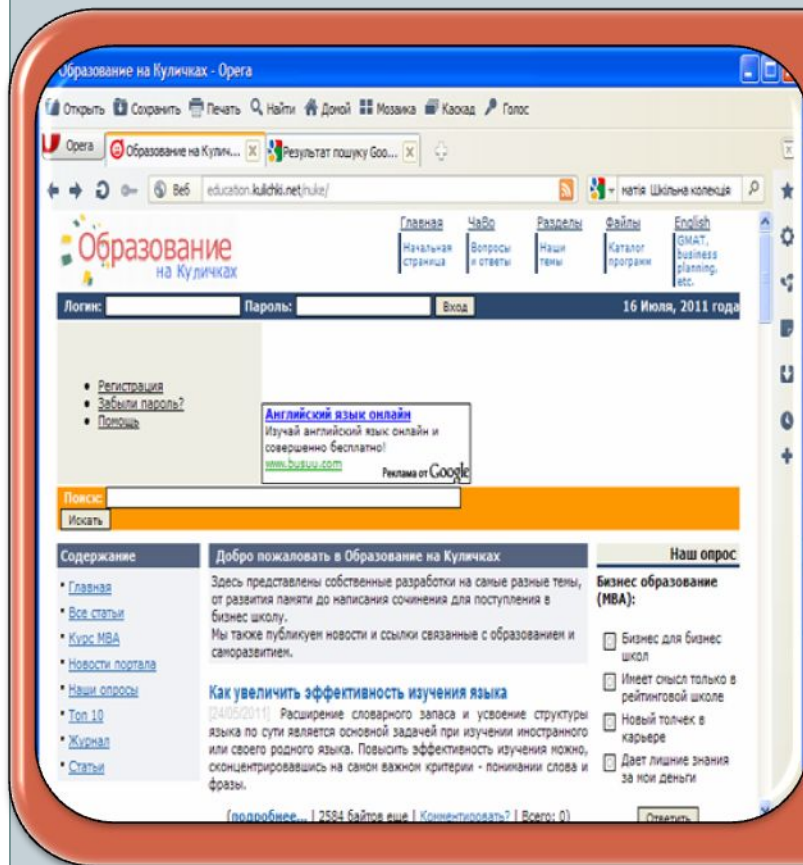 Образование на Куличках - Opera
Открыть Сохранить Печать Найти Домой Мозаика Каскад Голос
Opera Образование на Кулич... Результат пошуку Goo...
Веб education.kulichki.net/nuke/ матія Шкільна колекція
Образование
на Куличках
Главная ЧаВо Разделы Файлы English
Начальная страница
Вопросы и ответы
Наши темы
Каталог программ
GMAT, business planning, etc.
Логин: Пароль: Вход 16 Июля, 2011 года
Регистрация
Забыли пароль?
Помощь
Английский язык онлайн
Изучай английский язык онлайн и
совершенно бесплатно!
www.busuu.com
Реклама от Google
Поиск:
Искать
Содержание
Главная
Все статьи
Курс MBA
Новости портала
Наши опросы
Топ 10
Журнал
Статьи
Добро пожаловать в Образование на Куличках
Здесь представлены собственные разработки на самые разные темы,
от развития памяти до написания сочинения для поступления в
бизнес школу.
Мы также публикуем новости и ссылки связанные с образованием и
саморазвитием.
Как увеличить эффективность изучения языка
[24/05/2011] Расширение словарного запаса и усвоение структуры
языка по сути является основной задачей при изучении иностранного
или своего родного языка. Повысить эффективность изучения можно,
сконцентрировавшись на самом важном критерии - понимании слова и
фразы.
(подробнее... | 2584 байтов еще | Комментировать? | Всего: 0)
Наш опрос
Бизнес образование
(MBA):
Бизнес для бизнес
школ
Имеет смысл только в
рейтинговой школе
Новый толчек в
карьере
Дает лишние знания
за мои деньги
Ответить